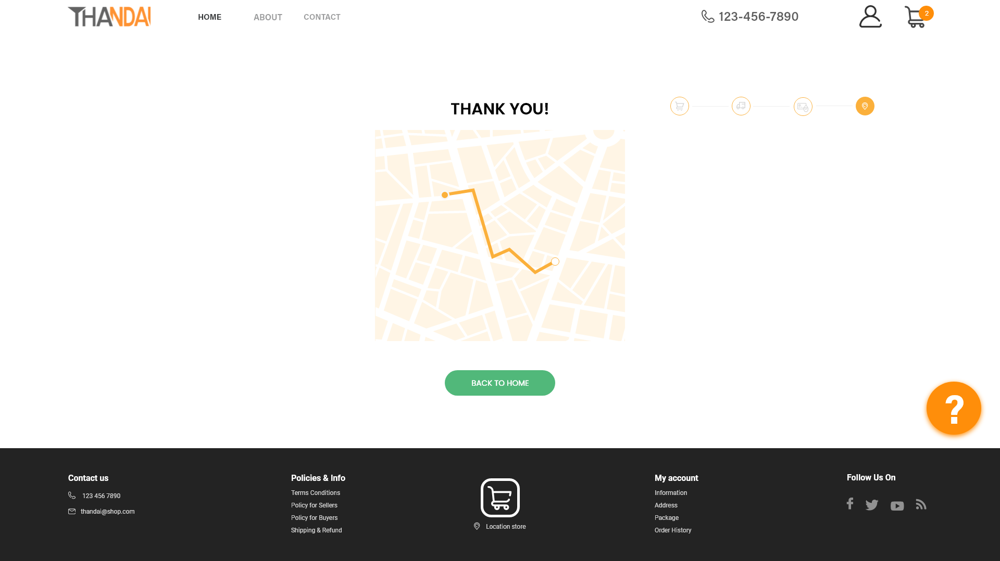 THANDAI
HOME
ABOUT
CONTACT
123-456-7890
2
THANK YOU!
BACK TO HOME
?
Contact us
123 456 7890
thandai@shop.com
Policies & Info
Terms Conditions
Policy for Sellers
Policy for Buyers
Shipping & Refund
Location store
My account
Information
Address
Package
Order History
Follow Us On